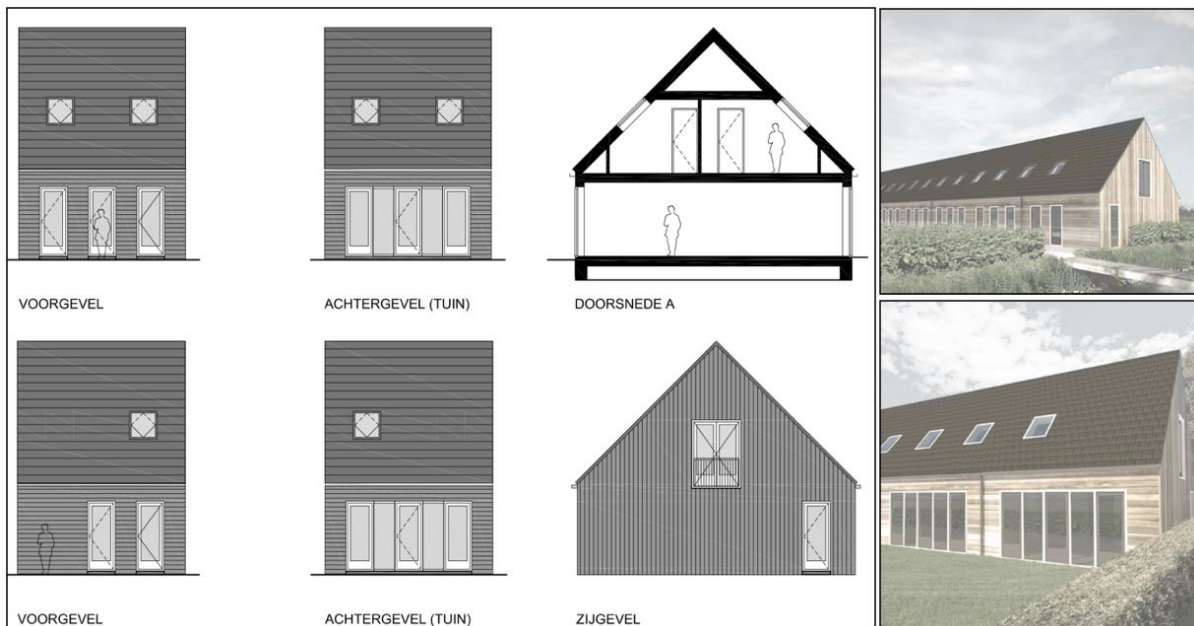 VOORGEVEL
ACHTERGEVEL (TUIN)
DOORSNEDE A
VOORGEVEL
ACHTERGEVEL (TUIN)
ZIJGEVEL